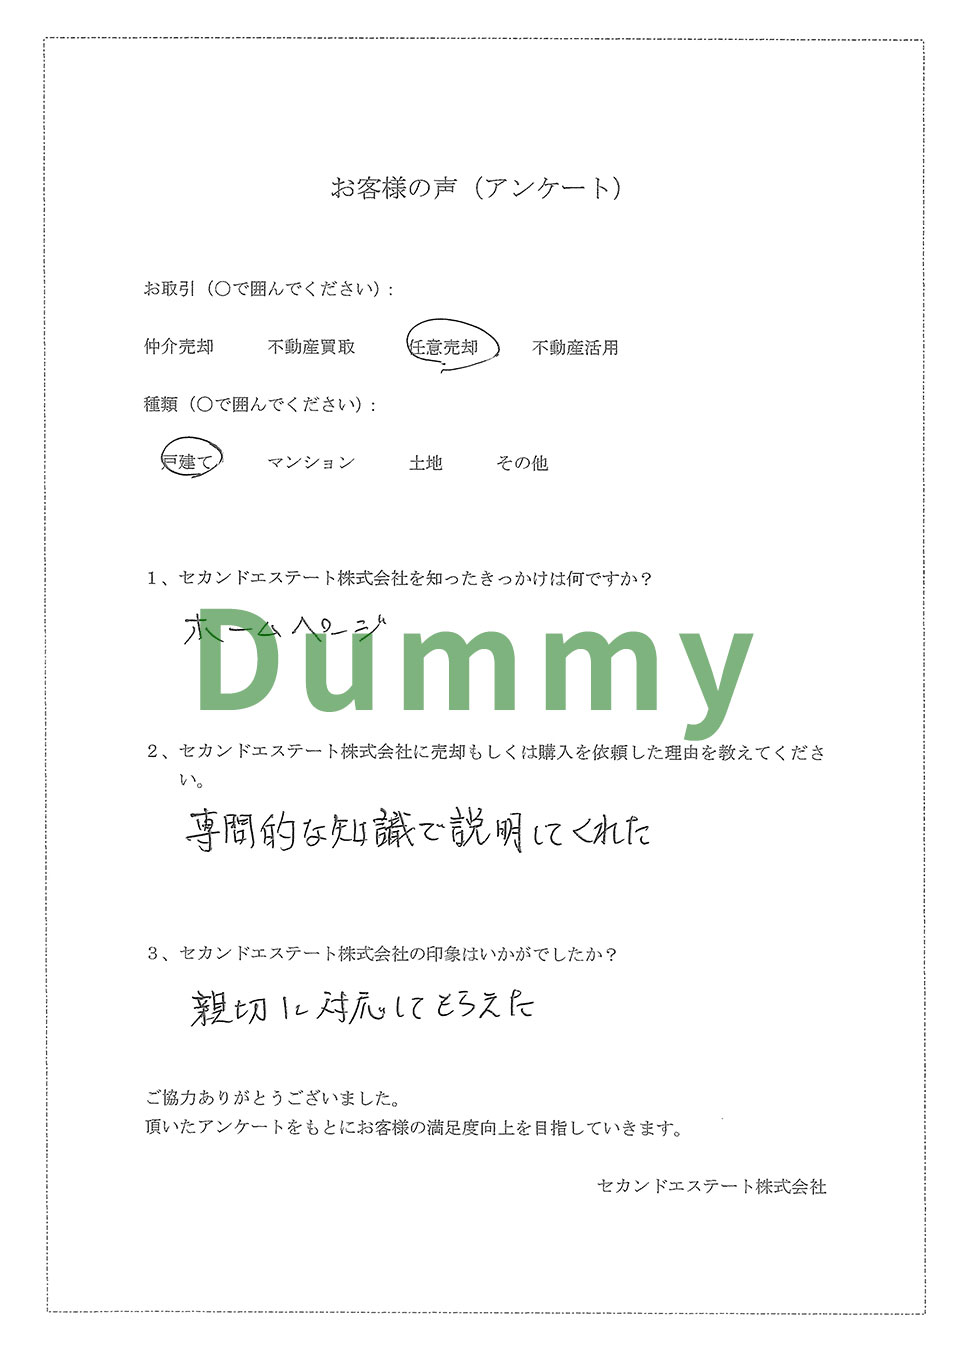 お客様の声（アンケート）
お取引（〇で囲んでください）:
仲介売却　不動産買取　任意売却　不動産活用
種類（〇で囲んでください）:
戸建て　マンション　土地　その他
１、セカンドエステート株式会社を知ったきっかけは何ですか？
ホームページ
Dummy
２、セカンドエステート株式会社に売却もしくは購入を依頼した理由を教えてくださ
い。
専門的な知識で説明してくれた
３、セカンドエステート株式会社の印象はいかがでしたか？
親切に対応してもらえた
ご協力ありがとうございました。
頂いたアンケートをもとにお客様の満足度向上を目指していきます。
セカンドエステート株式会社